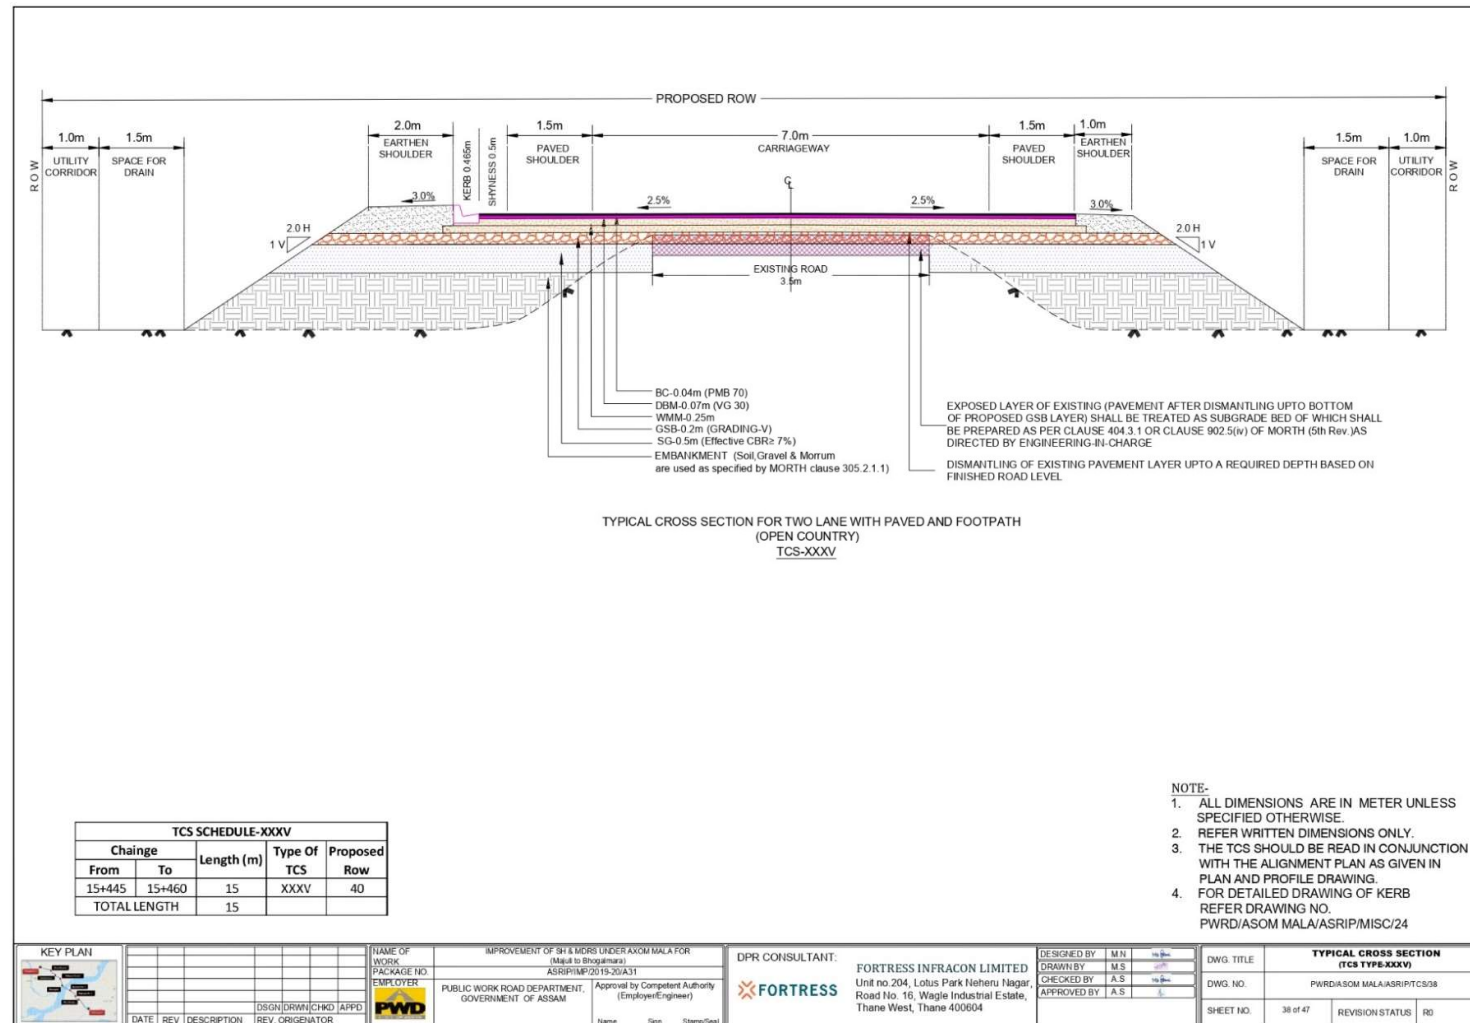 PROPOSED ROW
1.0m
1.5m
2.0m
1.5m
7.0m
1.5m
1.0m
1.5m
1.0m
ROW
UTILITY
CORRIDOR
SPACE FOR
DRAIN
EARTHEN
SHOULDER
KERB 0.465m
SHYNESS 0.5m
PAVED
SHOULDER
CARRIAGEWAY
PAVED
SHOULDER
EARTHEN
SHOULDER
SPACE FOR
DRAIN
UTILITY
CORRIDOR
ROW
3.0%
2.5%
CL
2.5%
3.0%
2.0 H
1 V
2.0 H
1 V
EXISTING ROAD
3.5m
BC-0.04m (PMB 70)
DBM-0.07m (VG 30)
WMM-0.25m
GSB-0.2m (GRADING-V)
SG-0.5m (Effective CBR≥ 7%)
EMBANKMENT (Soil,Gravel & Morrum
are used as specified by MORTH clause 305.2.1.1)
EXPOSED LAYER OF EXISTING (PAVEMENT AFTER DISMANTLING UPTO BOTTOM
OF PROPOSED GSB LAYER) SHALL BE TREATED AS SUBGRADE BED OF WHICH SHALL
BE PREPARED AS PER CLAUSE 404.3.1 OR CLAUSE 902.5(iv) OF MORTH (5th Rev.)AS
DIRECTED BY ENGINEERING-IN-CHARGE
DISMANTLING OF EXISTING PAVEMENT LAYER UPTO A REQUIRED DEPTH BASED ON
FINISHED ROAD LEVEL
TYPICAL CROSS SECTION FOR TWO LANE WITH PAVED AND FOOTPATH
(OPEN COUNTRY)
TCS-XXXV
NOTE-
1. ALL DIMENSIONS ARE IN METER UNLESS
SPECIFIED OTHERWISE.
2. REFER WRITTEN DIMENSIONS ONLY.
3. THE TCS SHOULD BE READ IN CONJUNCTION
WITH THE ALIGNMENT PLAN AS GIVEN IN
PLAN AND PROFILE DRAWING.
4. FOR DETAILED DRAWING OF KERB
REFER DRAWING NO.
PWRD/ASOM MALA/ASRIP/MISC/24
TCS SCHEDULE-XXXV
Chainge Length (m) Type Of TCS Proposed Row
From To
15+445 15+460 15 XXXV 40
TOTAL LENGTH 15
KEY PLAN
DSGN DRWN CHKD APPD
DATE REV DESCRIPTION REV. ORIGENATOR
NAME OF
WORK
IMPROVEMENT OF SH & MDRS UNDER AXOM MALA FOR
(Majuli to Bhogalmara)
PACKAGE NO. ASRIP/IMP/2019-20/A31
EMPLOYER
PWD
PUBLIC WORK ROAD DEPARTMENT,
GOVERNMENT OF ASSAM
Approval by Competent Authority
(Employer/Engineer)
Name Sign Stamp/Seal
DPR CONSULTANT:
FORTRESS
FORTRESS INFRACON LIMITED
Unit no.204, Lotus Park Neheru Nagar,
Road No. 16, Wagle Industrial Estate,
Thane West, Thane 400604
DESIGNED BY M.N
DRAWN BY M.S
CHECKED BY A.S
APPROVED BY A.S
DWG. TITLE TYPICAL CROSS SECTION
(TCS TYPE-XXXV)
DWG. NO. PWRD/ASOM MALA/ASRIP/TCS/38
SHEET NO. 38 of 47 REVISION STATUS R0